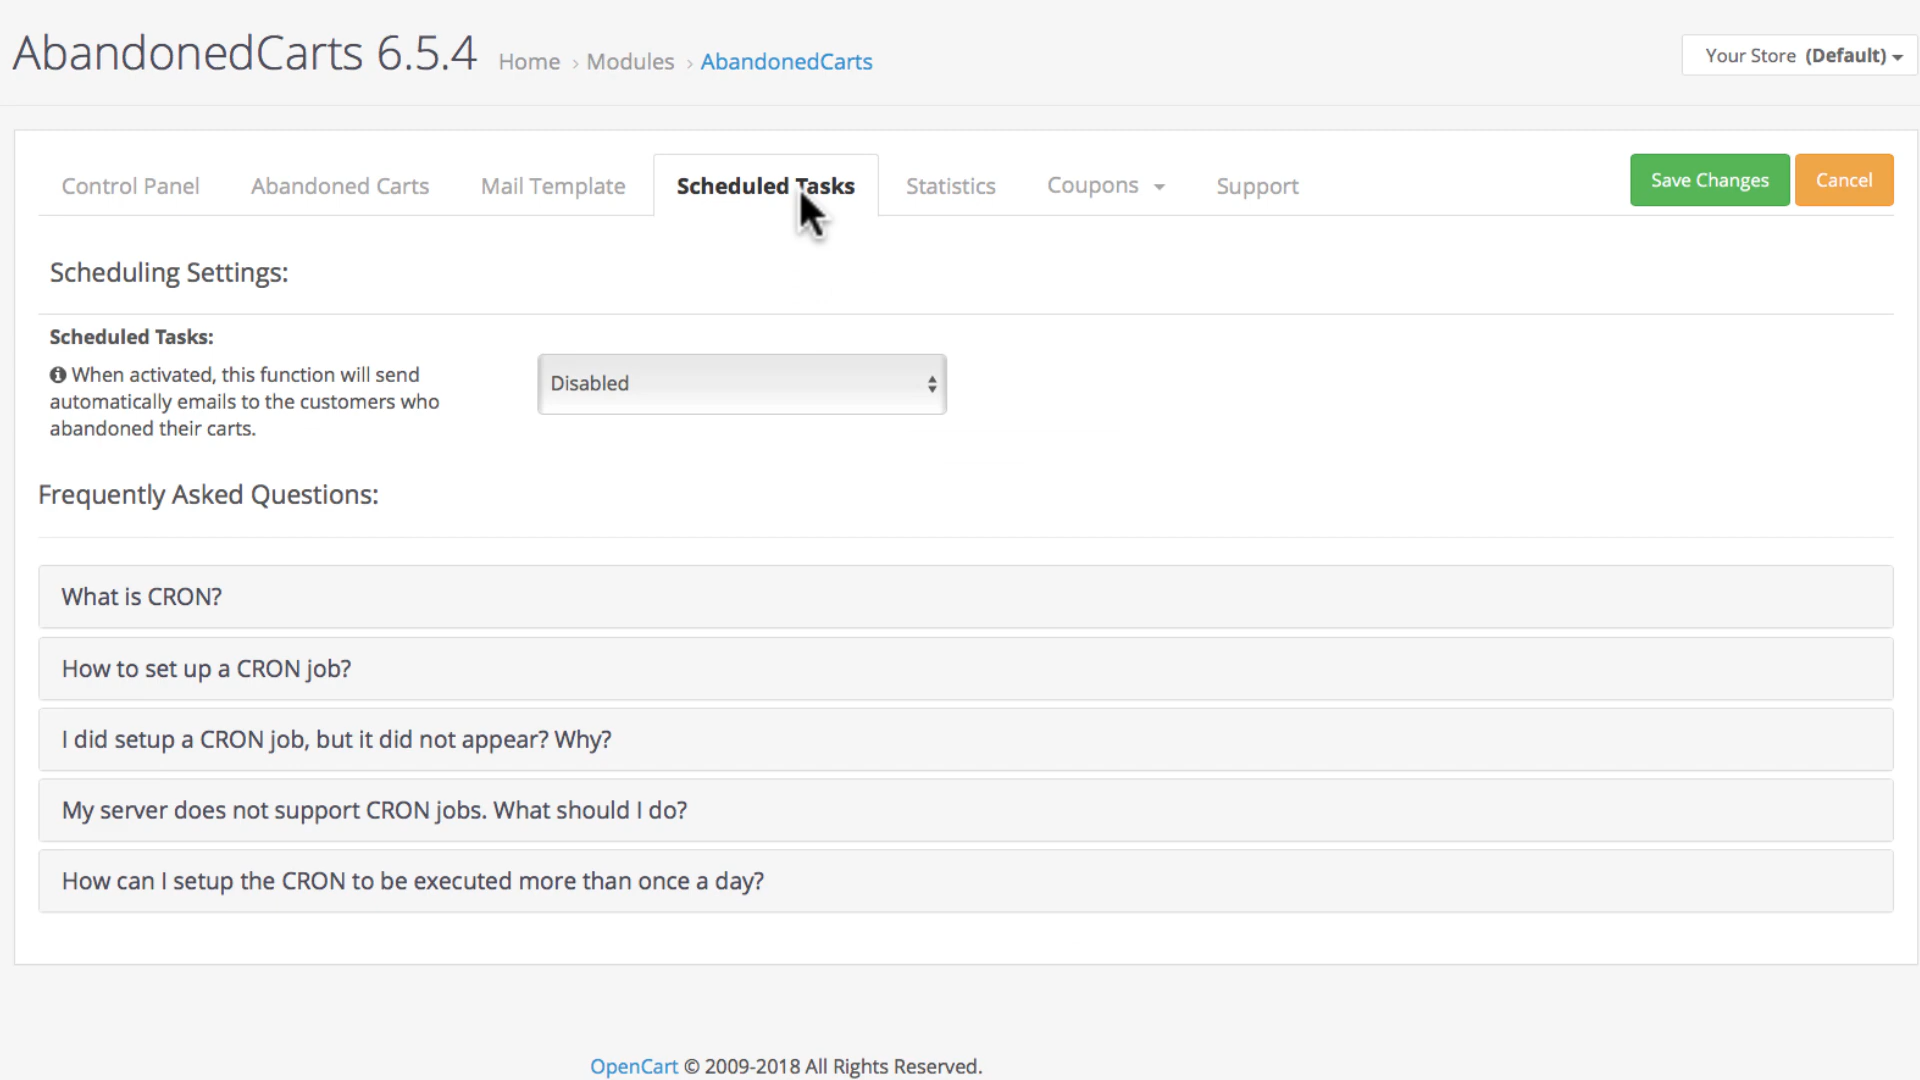 AbandonedCarts 6.5.4 Home › Modules › AbandonedCarts Your Store (Default)
Control Panel Abandoned Carts Mail Template Scheduled Tasks Statistics Coupons Support Save Changes Cancel
Scheduling Settings:
Scheduled Tasks:
When activated, this function will send
automatically emails to the customers who
abandoned their carts.
Disabled
Frequently Asked Questions:
What is CRON?
How to set up a CRON job?
I did setup a CRON job, but it did not appear? Why?
My server does not support CRON jobs. What should I do?
How can I setup the CRON to be executed more than once a day?
OpenCart © 2009-2018 All Rights Reserved.